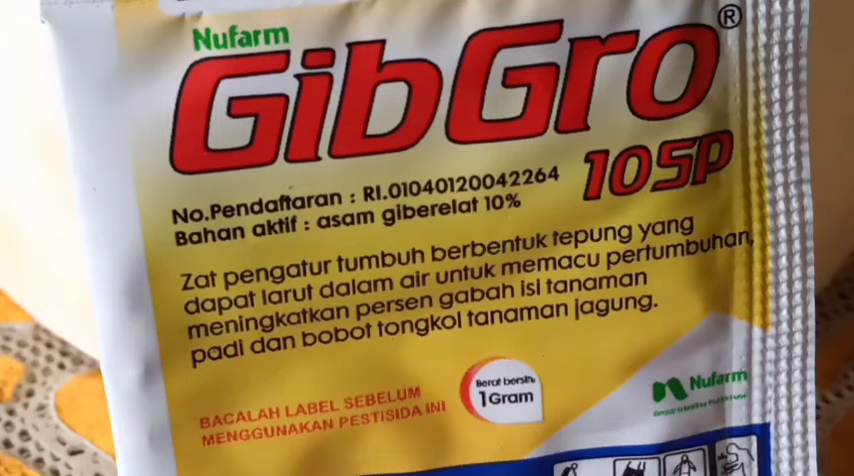 Nufarm
GibGro®
10SP
No.Pendaftaran : RI.01040120042264
Bahan aktif : asam giberelat 10%
Zat pengatur tumbuh berbentuk tepung yang
dapat larut dalam air untuk memacu pertumbuhan,
meningkatkan persen gabah isi tanaman
padi dan bobot tongkol tanaman jagung.
Berat bersih:
1 Gram
BACALAH LABEL SEBELUM
MENGGUNAKAN PESTISIDA INI
Nufarm